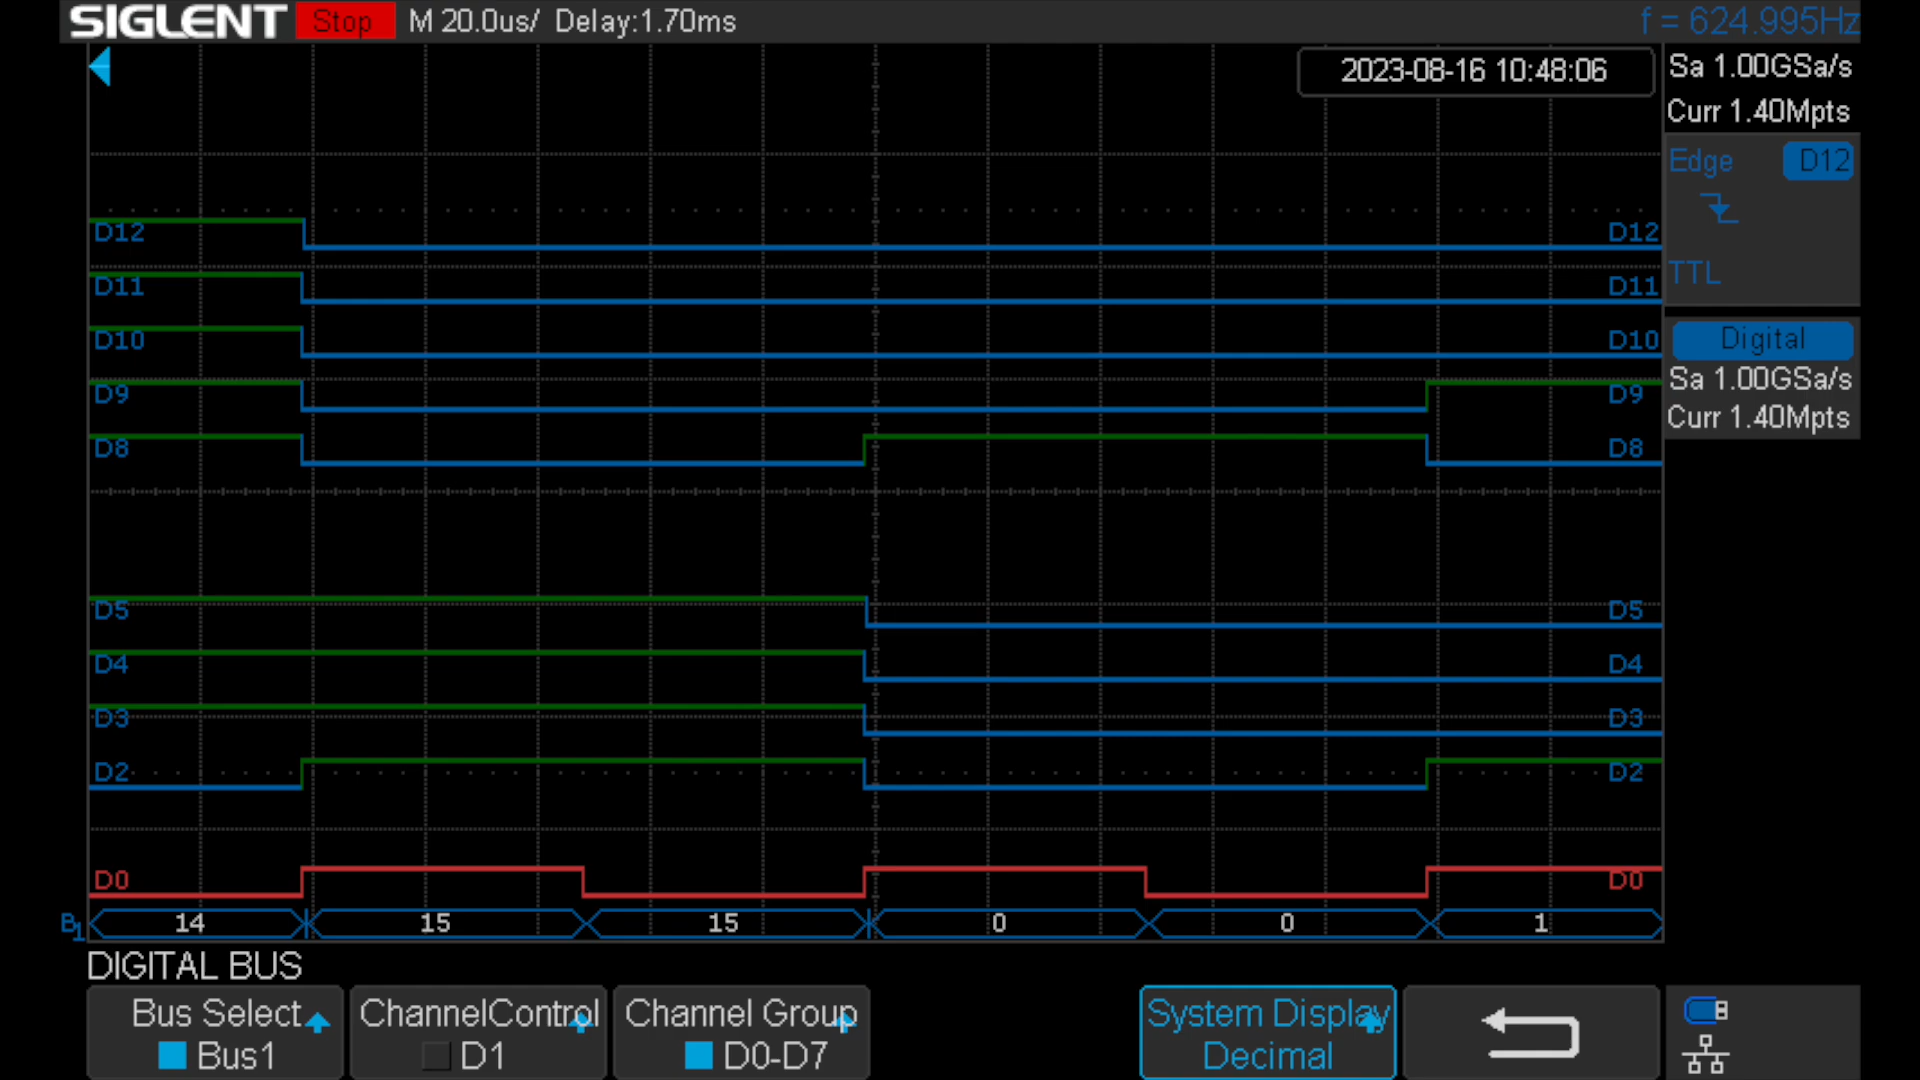 SIGLENT Stop M 20.0us/ Delay:1.70ms f = 624.995Hz
2023-08-16 10:48:06
Sa 1.00GSa/s
Curr 1.40Mpts
Edge D12
TTL
Digital
Sa 1.00GSa/s
Curr 1.40Mpts
D12 D12
D11 D11
D10 D10
D9 D9
D8 D8
D5 D5
D4 D4
D3 D3
D2 D2
D0 D0
B1 14 15 15 0 0 1
DIGITAL BUS
Bus Select ChannelControl Channel Group System Display
Bus1 D1 D0-D7 Decimal